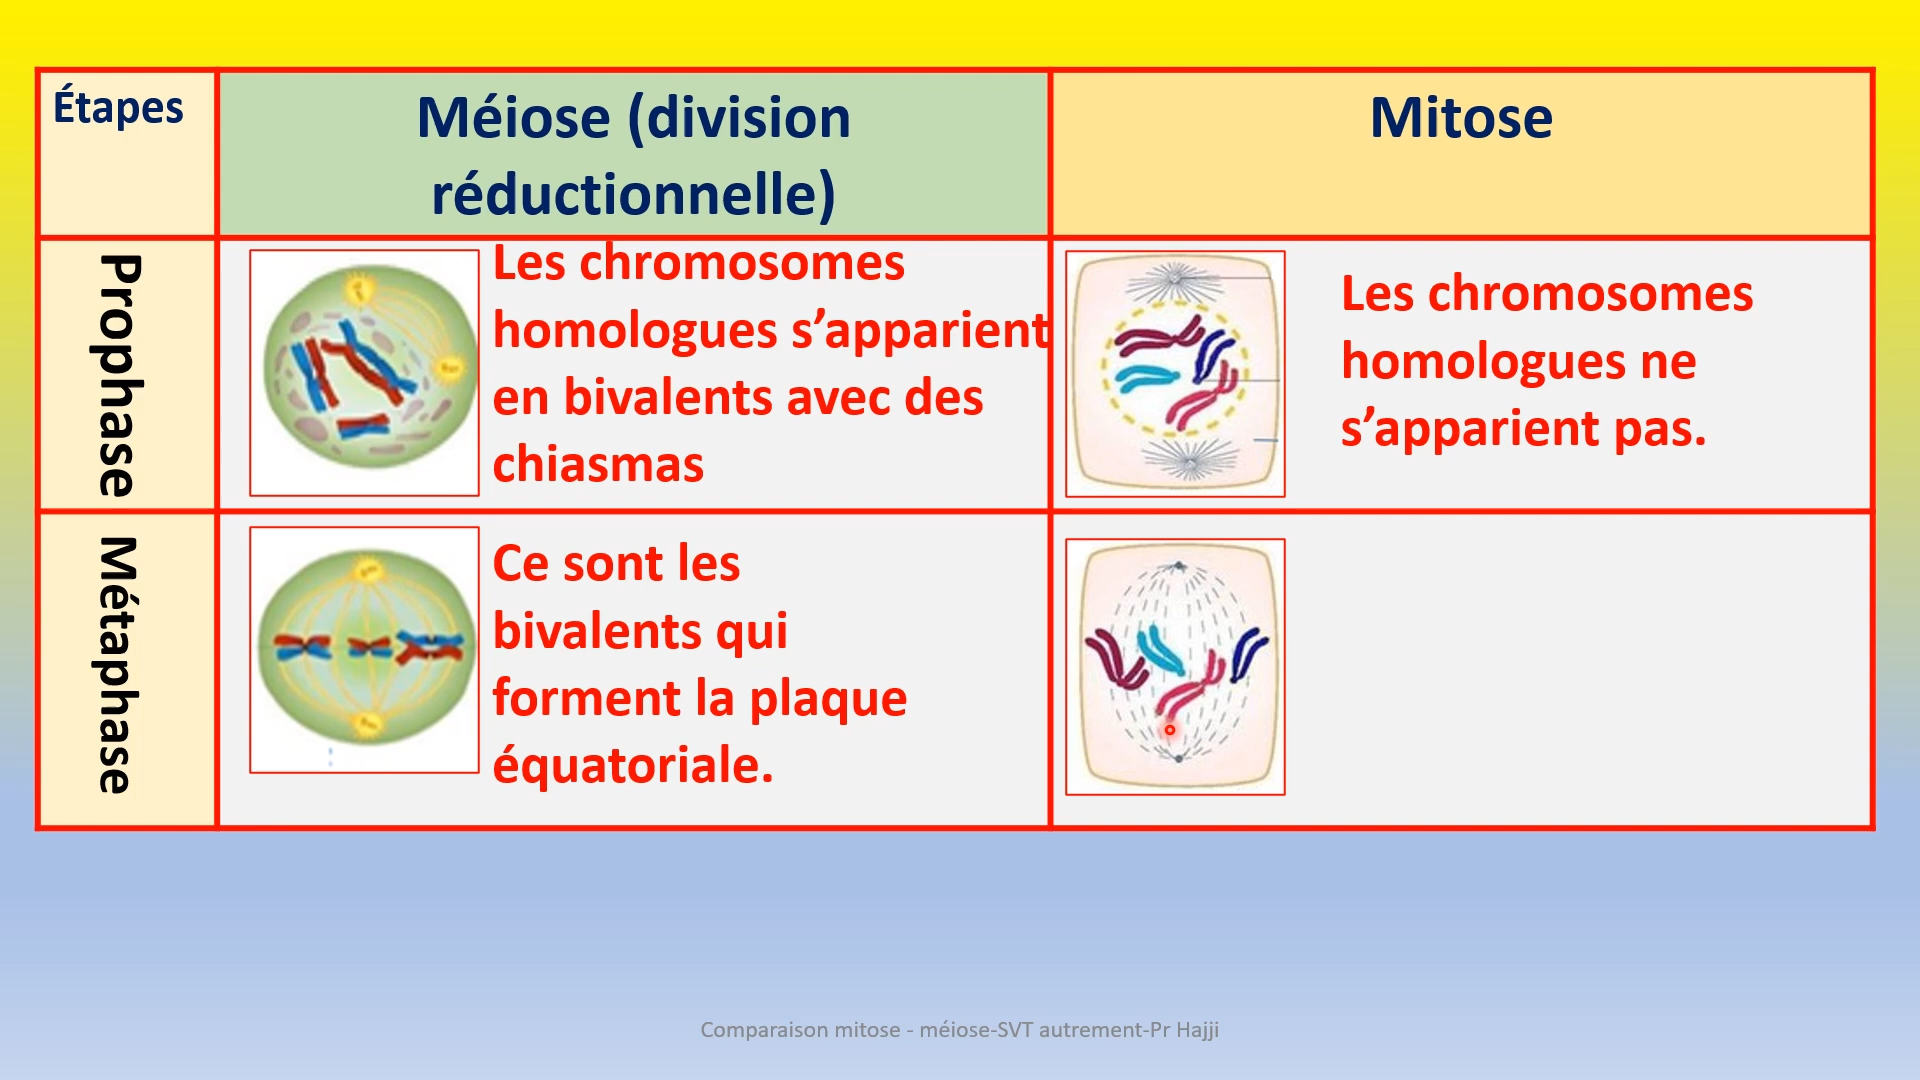 Étapes
Méiose (division
réductionnelle)
Mitose
Prophase
Les chromosomes
homologues s’apparient
en bivalents avec des
chiasmas
Les chromosomes
homologues ne
s’apparient pas.
Métaphase
Ce sont les
bivalents qui
forment la plaque
équatoriale.
Comparaison mitose - méiose-SVT autrement-Pr Hajji